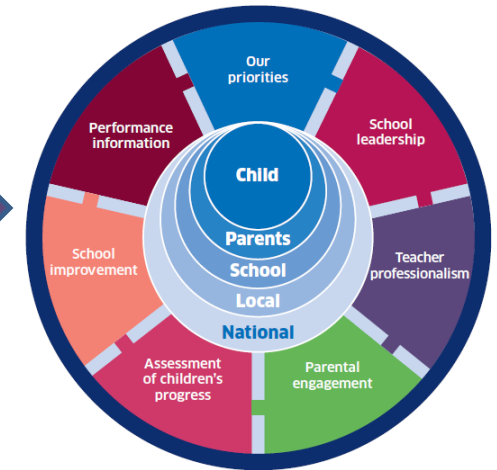 Our
priorities
School
leadership
Teacher
professionalism
Parental
engagement
Assessment
of children's
progress
School
improvement
Performance
information
Child
Parents
School
Local
National